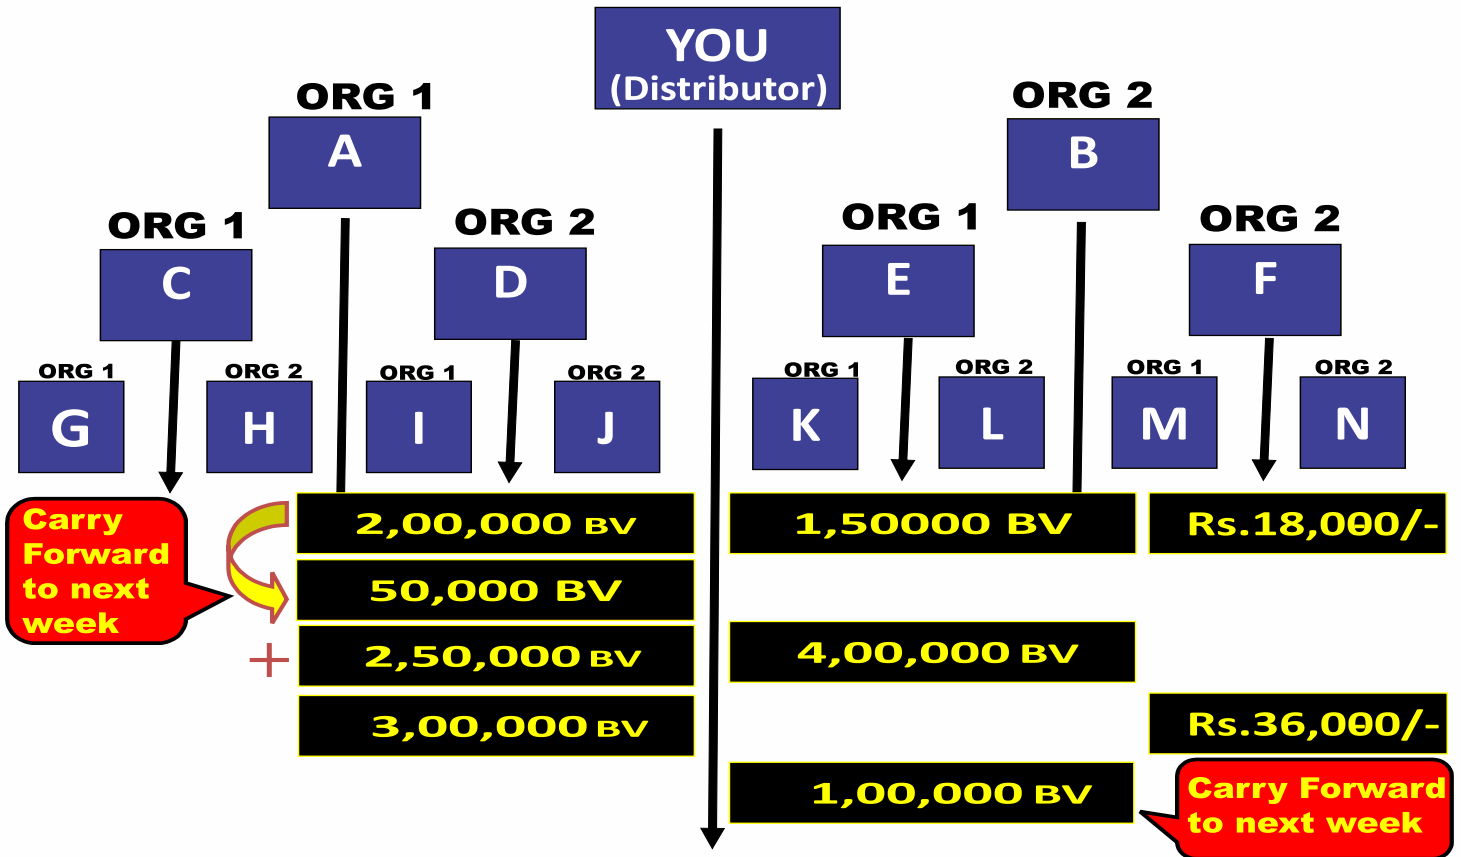 YOU
(Distributor)
ORG 1
ORG 2
A
B
ORG 1
ORG 2
ORG 1
ORG 2
C
D
E
F
ORG 1
ORG 2
ORG 1
ORG 2
ORG 1
ORG 2
ORG 1
ORG 2
G
H
I
J
K
L
M
N
Carry
Forward
to next
week
2,00,000 BV
1,50000 BV
Rs.18,000/-
50,000 BV
+
2,50,000 BV
4,00,000 BV
3,00,000 BV
Rs.36,000/-
1,00,000 BV
Carry Forward
to next week